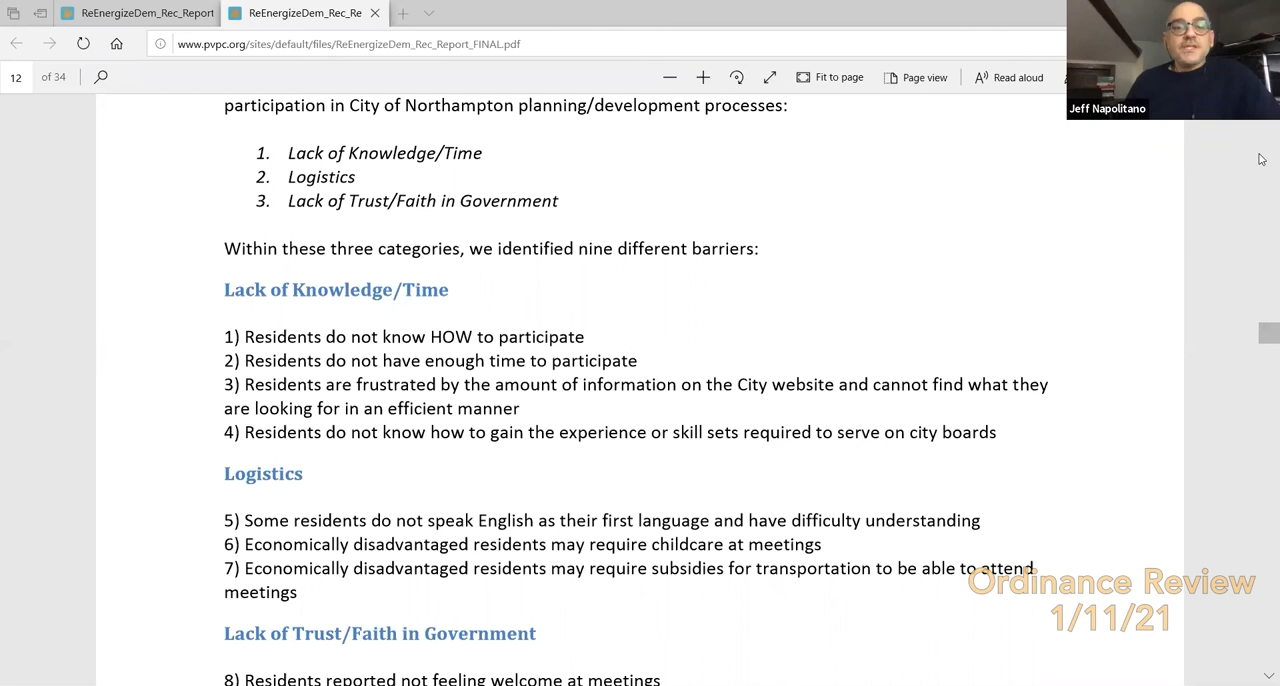 ReEnergizeDem_Rec_Report
ReEnergizeDem_Rec_Re
www.pvpc.org/sites/default/files/ReEnergizeDem_Rec_Report_FINAL.pdf
12 of 34
Fit to page
Page view
Read aloud
Jeff Napolitano
participation in City of Northampton planning/development processes:
1. Lack of Knowledge/Time
2. Logistics
3. Lack of Trust/Faith in Government
Within these three categories, we identified nine different barriers:
Lack of Knowledge/Time
1) Residents do not know HOW to participate
2) Residents do not have enough time to participate
3) Residents are frustrated by the amount of information on the City website and cannot find what they
are looking for in an efficient manner
4) Residents do not know how to gain the experience or skill sets required to serve on city boards
Logistics
5) Some residents do not speak English as their first language and have difficulty understanding
6) Economically disadvantaged residents may require childcare at meetings
7) Economically disadvantaged residents may require subsidies for transportation to be able to attend
meetings
Ordinance Review
1/11/21
Lack of Trust/Faith in Government
8) Residents reported not feeling welcome at meetings